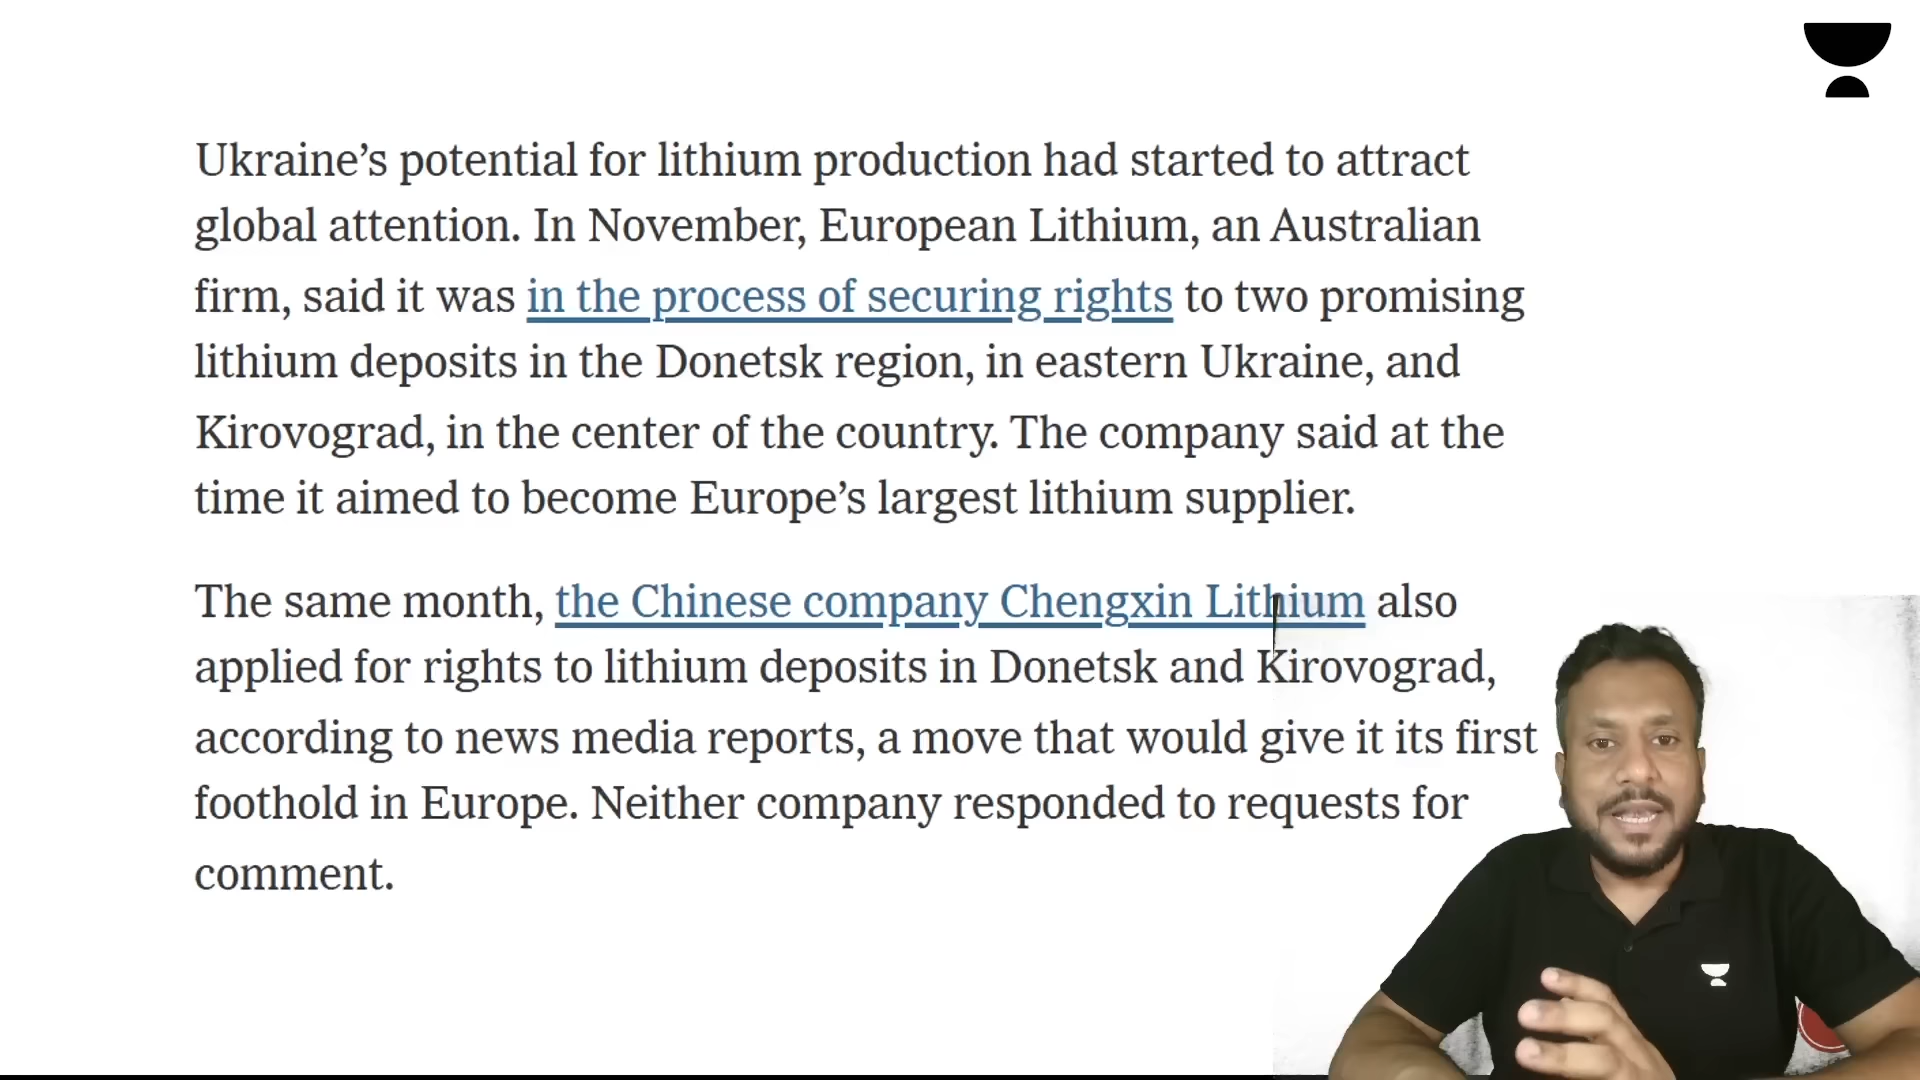 Ukraine’s potential for lithium production had started to attract
global attention. In November, European Lithium, an Australian
firm, said it was in the process of securing rights to two promising
lithium deposits in the Donetsk region, in eastern Ukraine, and
Kirovograd, in the center of the country. The company said at the
time it aimed to become Europe’s largest lithium supplier.
The same month, the Chinese company Chengxin Lithium also
applied for rights to lithium deposits in Donetsk and Kirovograd,
according to news media reports, a move that would give it its first
foothold in Europe. Neither company responded to requests for
comment.